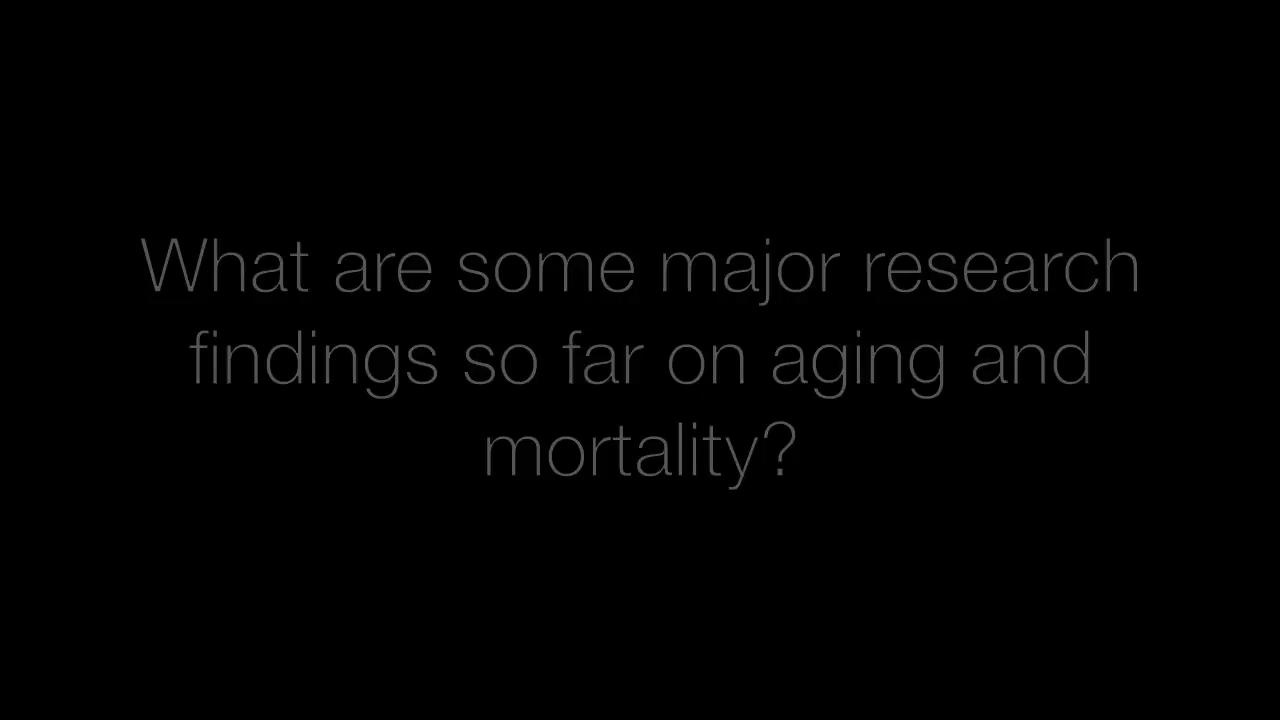 What are some major research
findings so far on aging and
mortality?